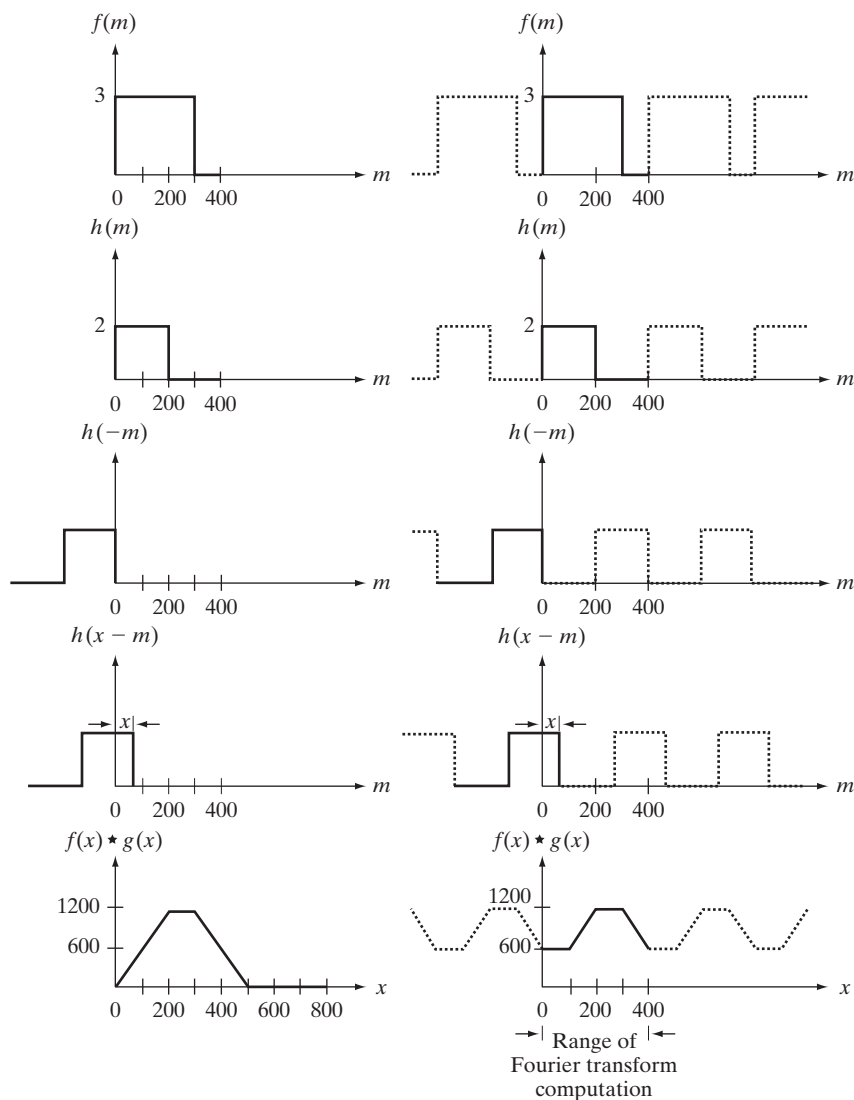 f(m) f(m)
3 3
m m
0 200 400 0 200 400
h(m) h(m)
2 2
m m
0 200 400 0 200 400
h(−m) h(−m)
m m
0 200 400 0 200 400
h(x − m) h(x − m)
x x
m m
0 200 400 0 200 400
f(x) ★ g(x) f(x) ★ g(x)
1200 1200
600 600
x x
0 200 400 600 800 0 200 400
Range of
Fourier transform
computation